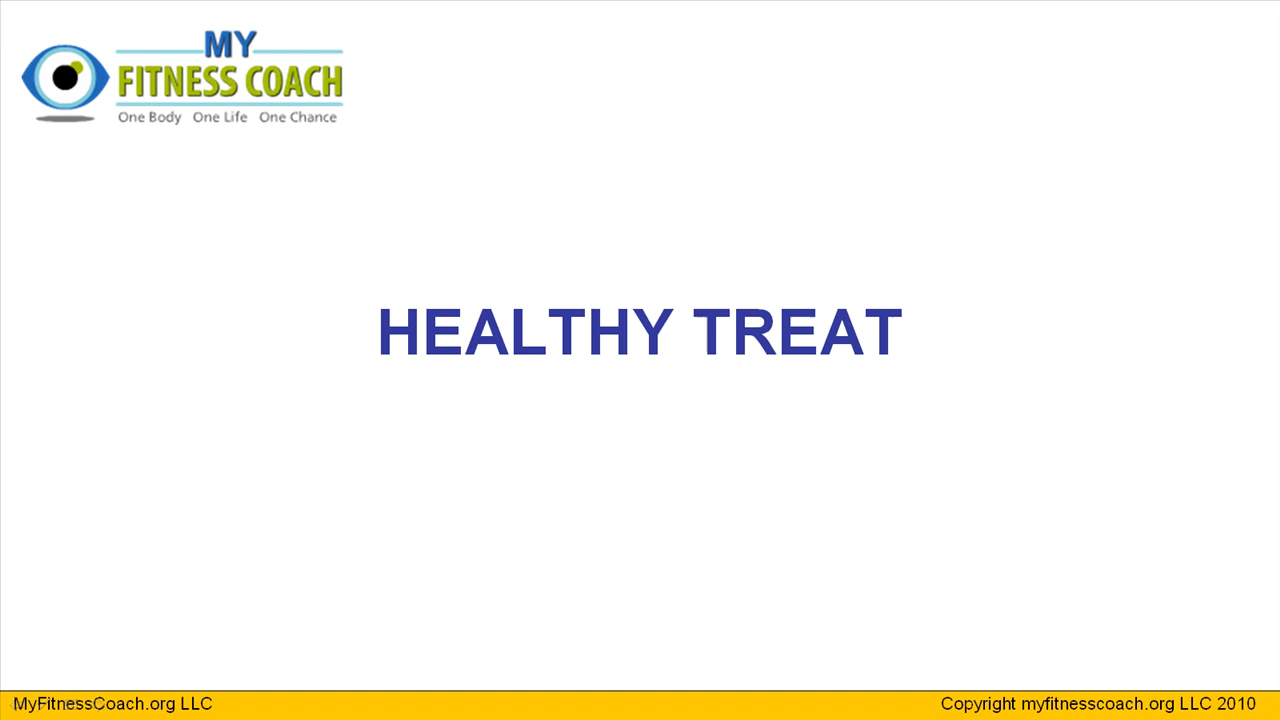 MY
FITNESS COACH
One Body One Life One Chance
HEALTHY TREAT
MyFitnessCoach.org LLC
Copyright myfitnesscoach.org LLC 2010